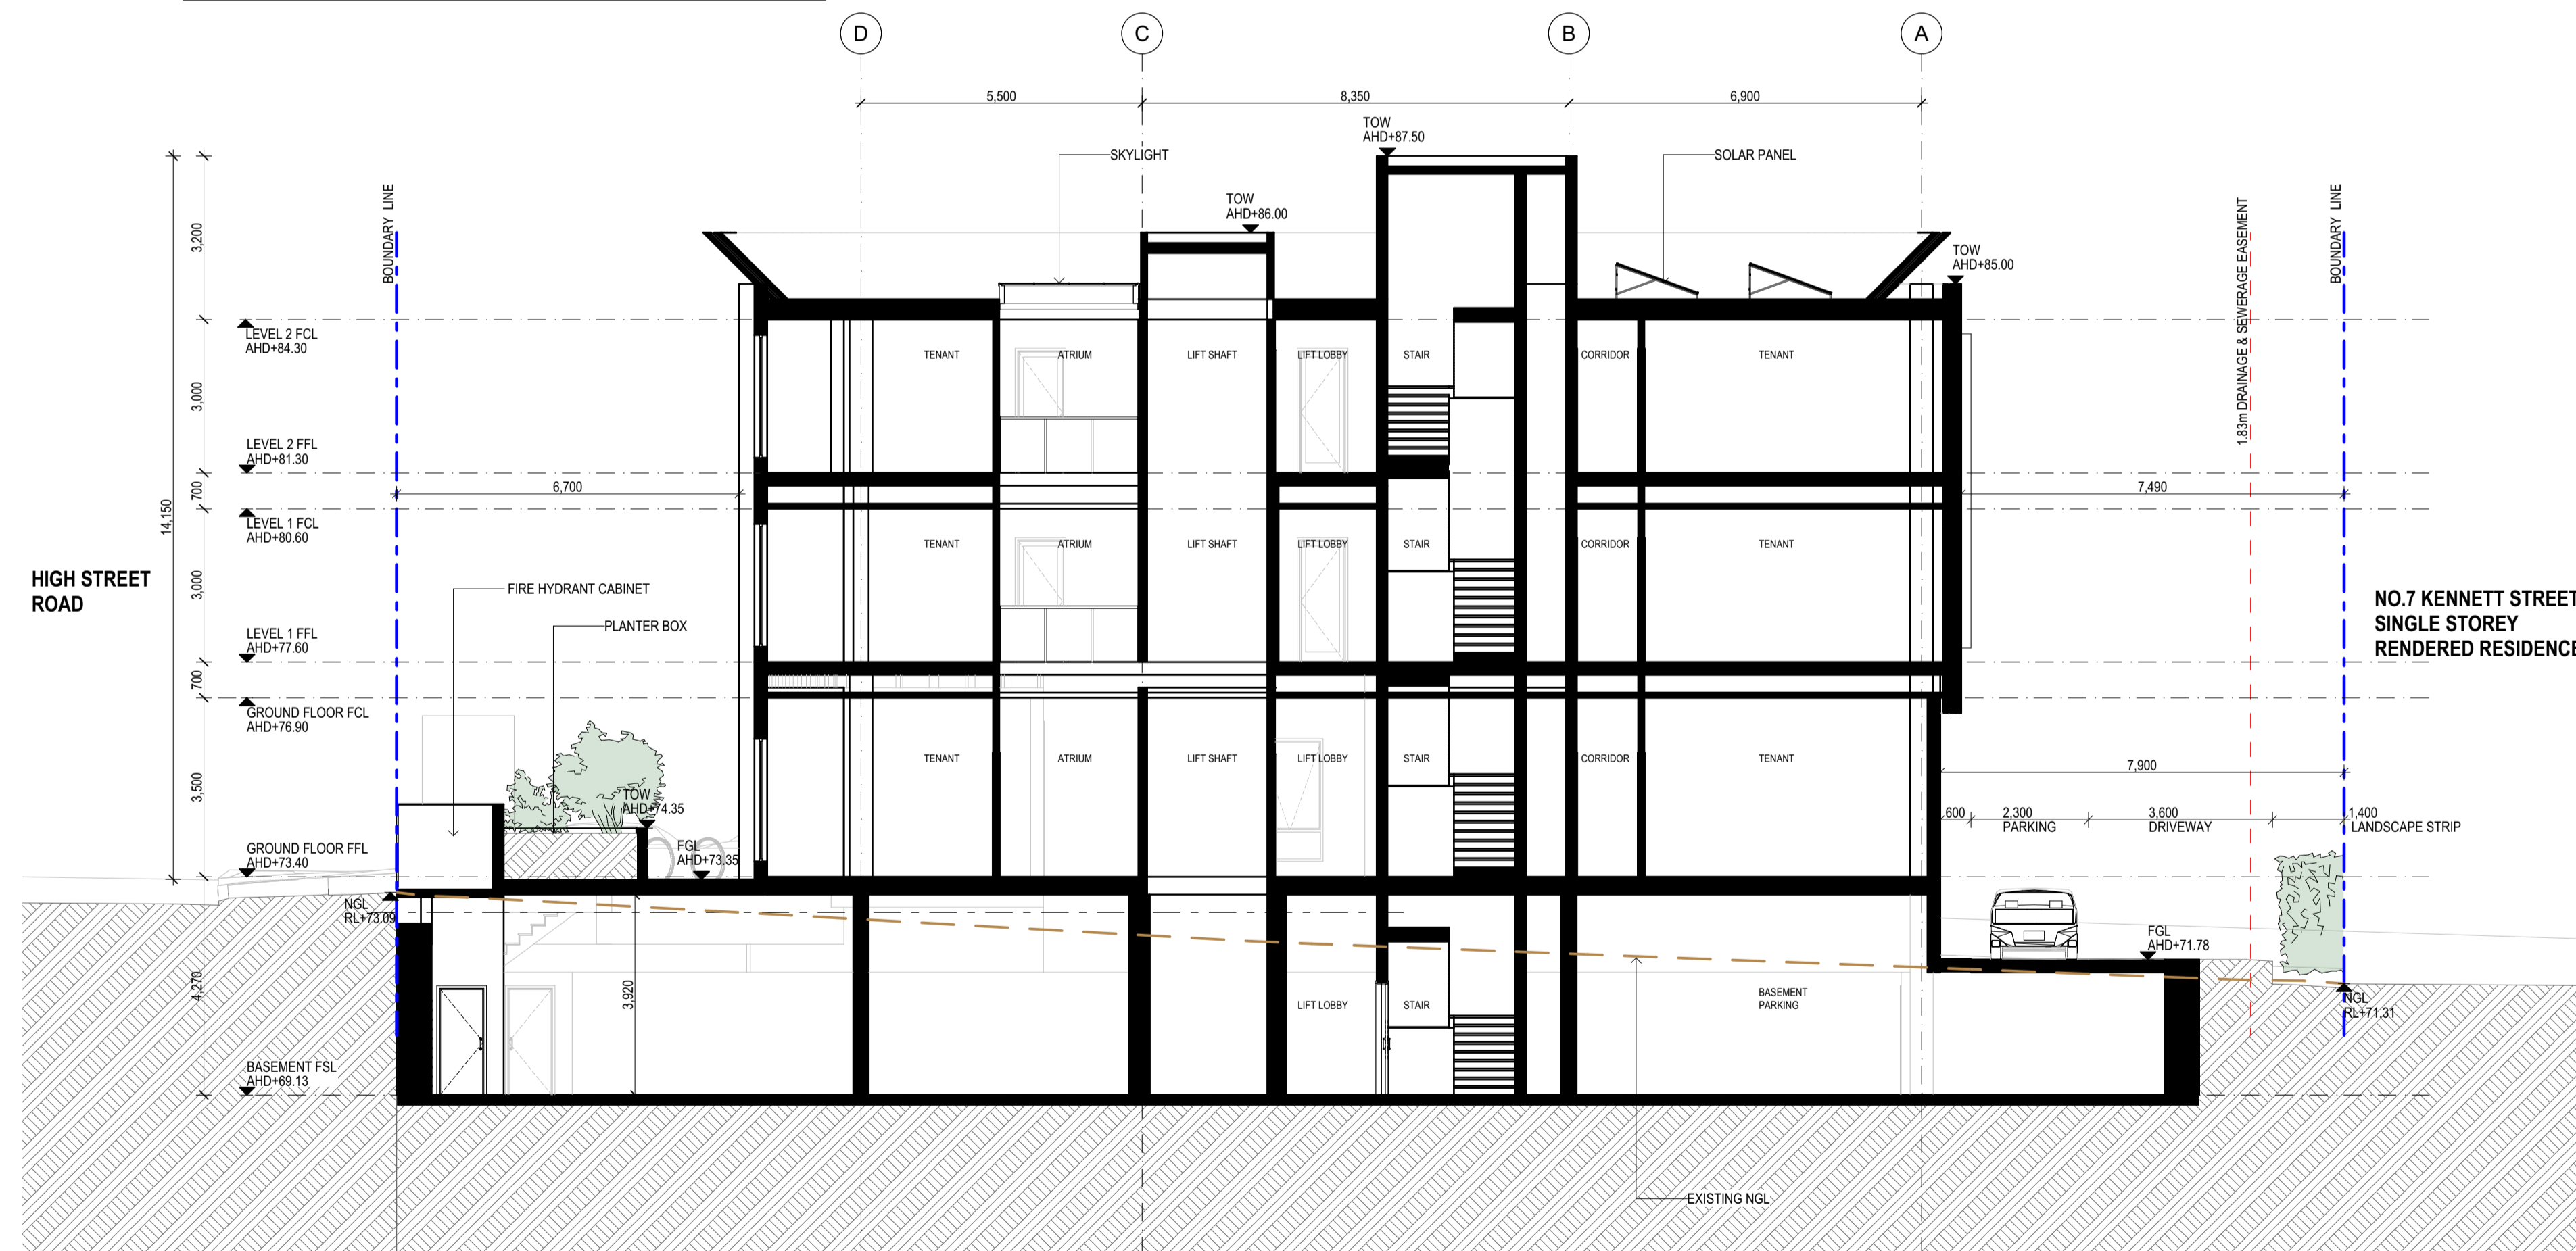 D
C
B
A
5,500
8,350
6,900
TOW
AHD+87.50
SKYLIGHT
SOLAR PANEL
TOW
AHD+86.00
TOW
AHD+85.00
BOUNDARY LINE
1.83m DRAINAGE & SEWERAGE EASEMENT
BOUNDARY LINE
14,150
3,200
3,000
700
3,000
700
3,500
4,270
LEVEL 2 FCL
AHD+84.30
TENANT
ATRIUM
LIFT SHAFT
LIFT LOBBY
STAIR
CORRIDOR
TENANT
LEVEL 2 FFL
AHD+81.30
6,700
7,490
LEVEL 1 FCL
AHD+80.60
TENANT
ATRIUM
LIFT SHAFT
LIFT LOBBY
STAIR
CORRIDOR
TENANT
HIGH STREET
ROAD
FIRE HYDRANT CABINET
PLANTER BOX
NO.7 KENNETT STREET
SINGLE STOREY
RENDERED RESIDENCE
LEVEL 1 FFL
AHD+77.60
GROUND FLOOR FCL
AHD+76.90
TENANT
ATRIUM
LIFT SHAFT
LIFT LOBBY
STAIR
CORRIDOR
TENANT
7,900
TOW
AHD+74.35
600
2,300
PARKING
3,600
DRIVEWAY
1,400
LANDSCAPE STRIP
GROUND FLOOR FFL
AHD+73.40
FGL
AHD+73.35
NGL
RL+73.09
FGL
AHD+71.78
3,920
LIFT LOBBY
STAIR
BASEMENT
PARKING
NGL
RL+71.31
BASEMENT FSL
AHD+69.13
EXISTING NGL